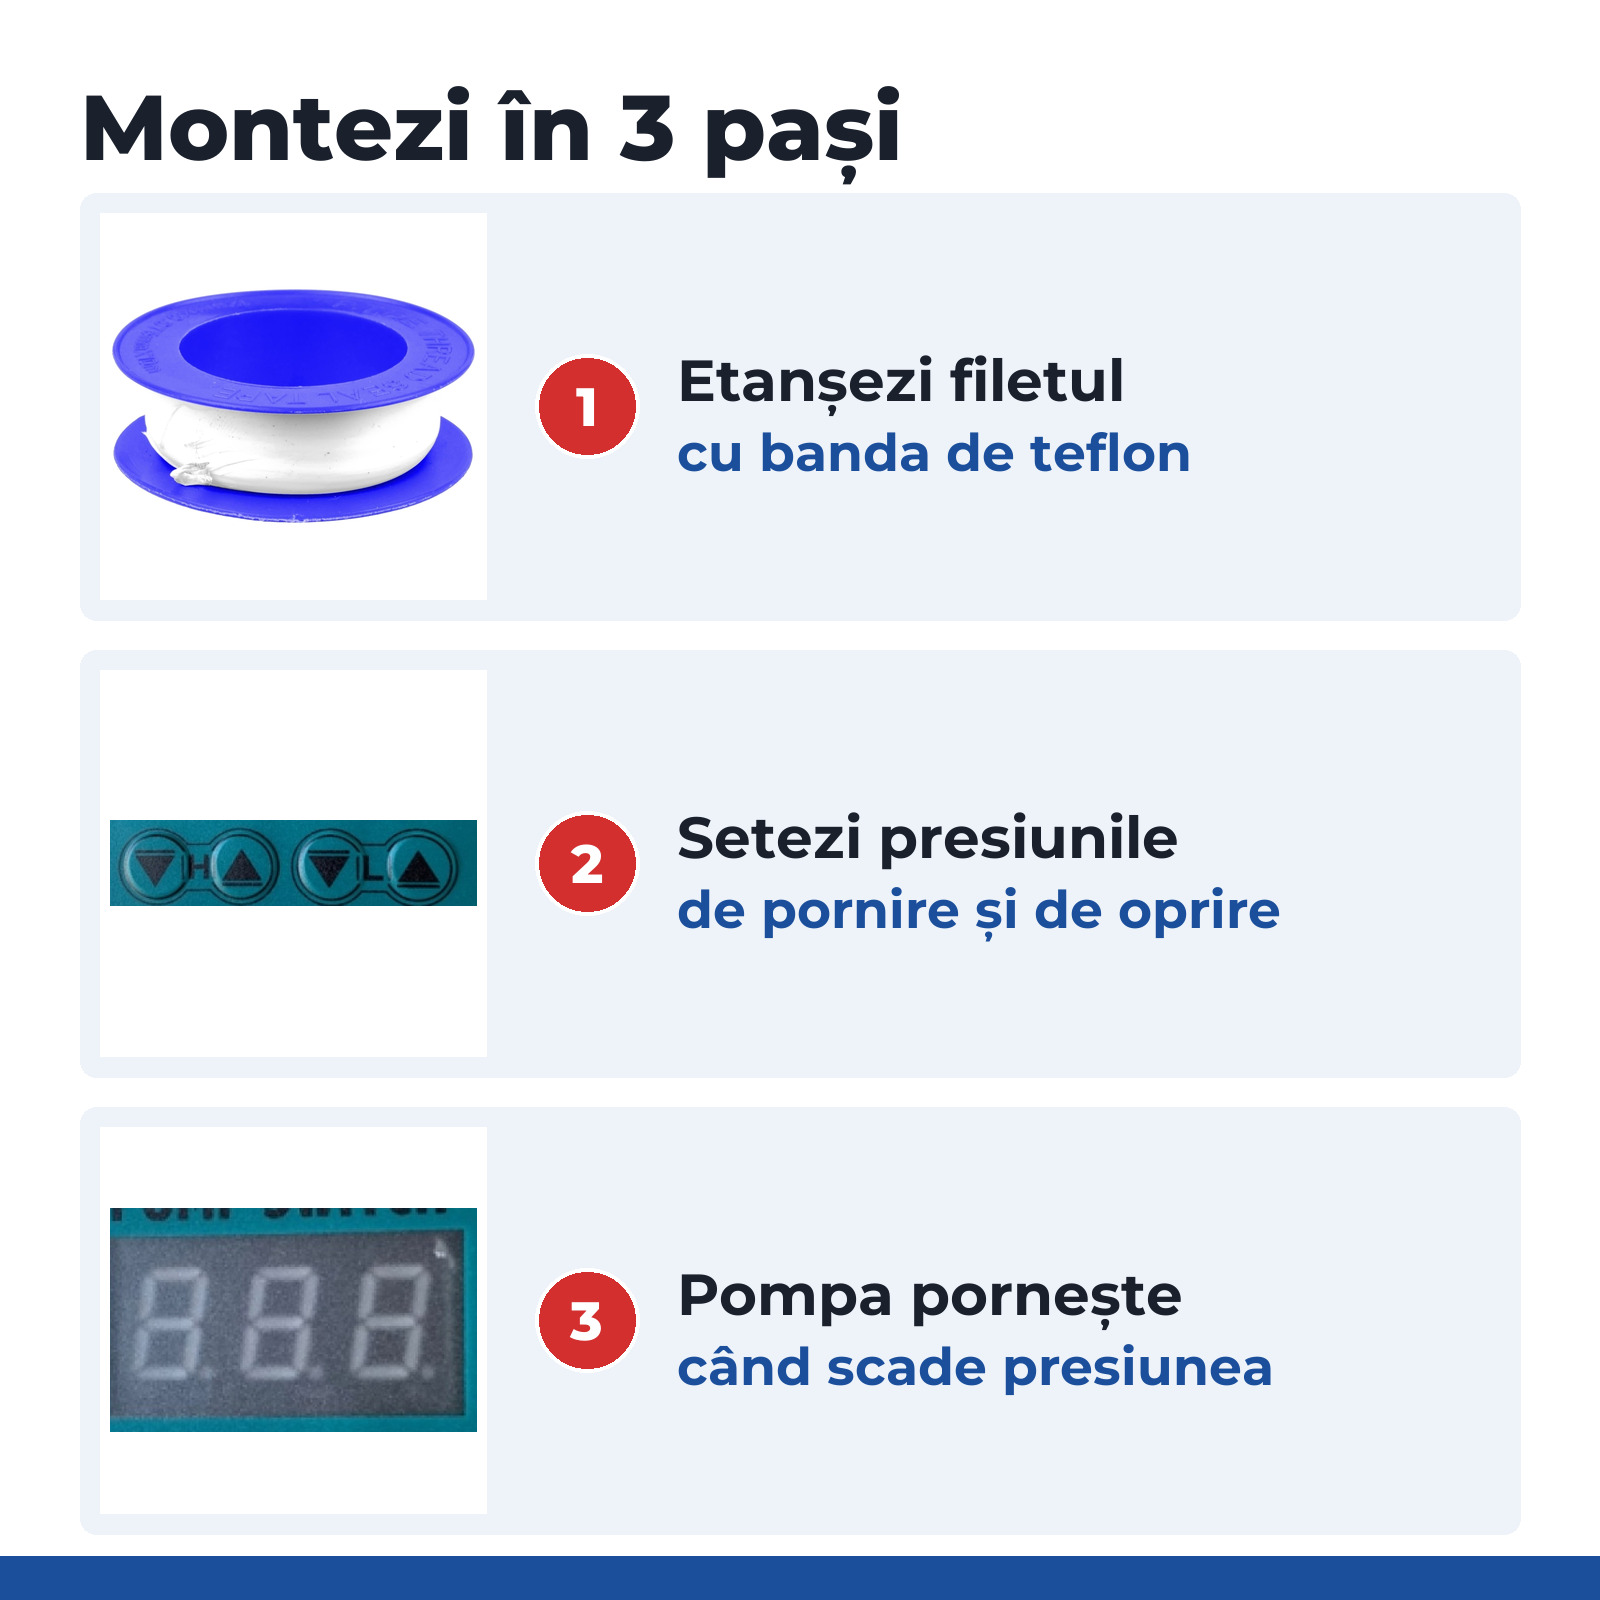 Montezi în 3 pași
1
Etanșezi filetul
cu banda de teflon
H
L
2
Setezi presiunile
de pornire și de oprire
3
Pompa pornește
când scade presiunea